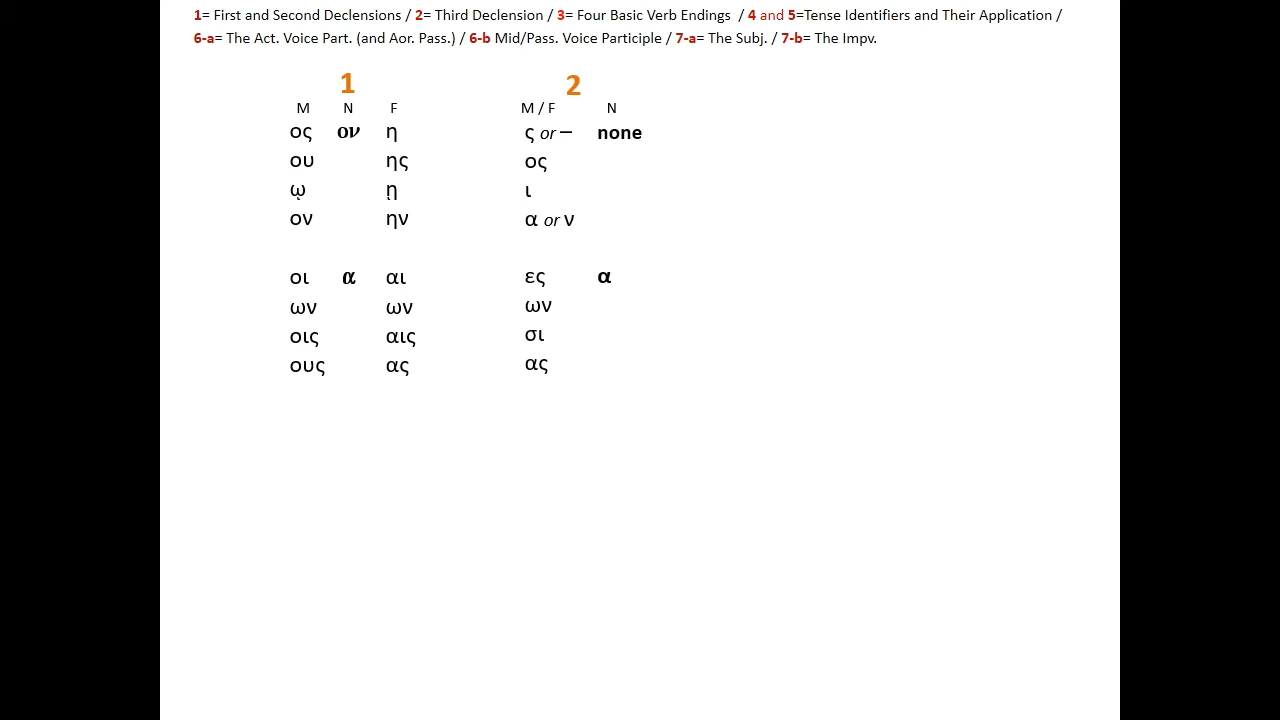 1= First and Second Declensions / 2= Third Declension / 3= Four Basic Verb Endings / 4 and 5=Tense Identifiers and Their Application /
6-a= The Act. Voice Part. (and Aor. Pass.) / 6-b Mid/Pass. Voice Participle / 7-a= The Subj. / 7-b= The Impv.
1 2
M N F M / F N
ος ον η ς or – none
ου ης ος
ῳ ῃ ι
ον ην α or ν
οι α αι ες α
ων ων ων
οις αις σι
ους ας ας